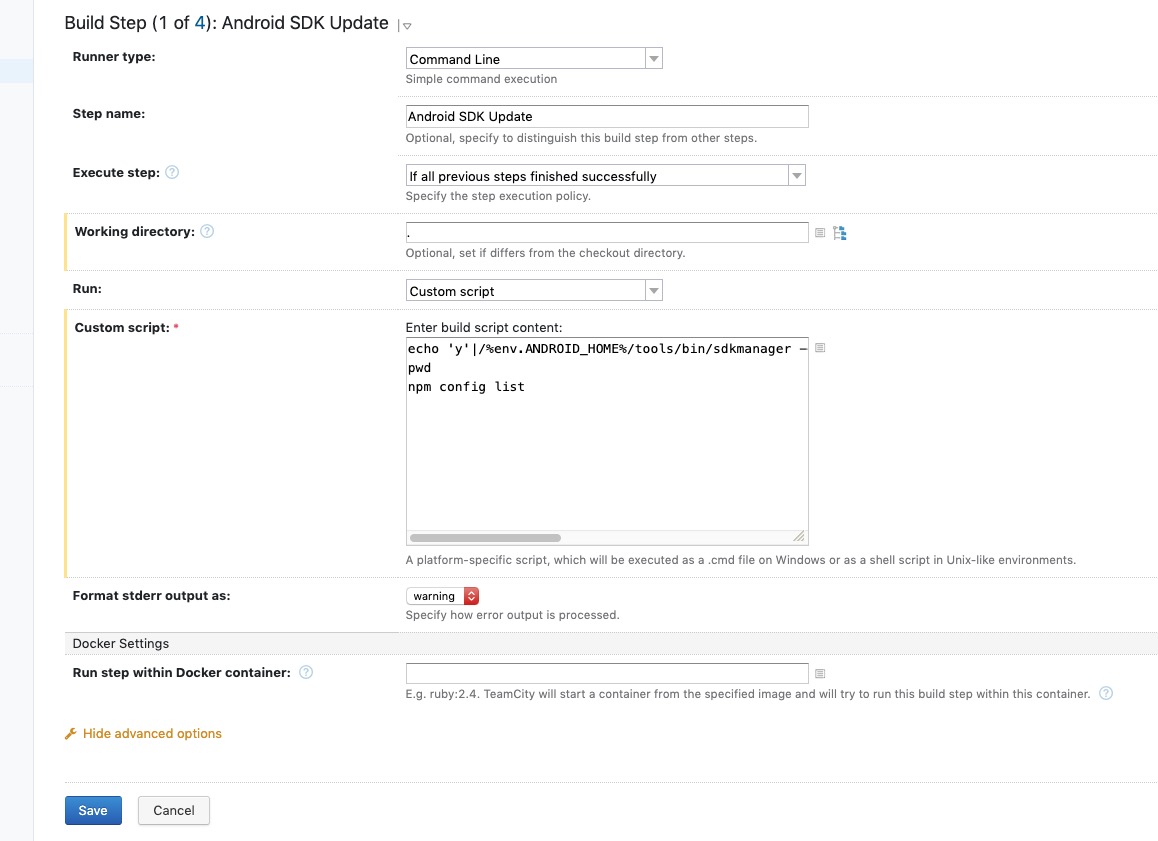 Build Step (1 of 4): Android SDK Update
Runner type:
Command Line
Simple command execution
Step name:
Android SDK Update
Optional, specify to distinguish this build step from other steps.
Execute step: ?
If all previous steps finished successfully
Specify the step execution policy.
Working directory: ?
.
Optional, set if differs from the checkout directory.
Run:
Custom script
Custom script: *
Enter build script content:
echo 'y'|/%env.ANDROID_HOME%/tools/bin/sdkmanager –
pwd
npm config list
A platform-specific script, which will be executed as a .cmd file on Windows or as a shell script in Unix-like environments.
Format stderr output as:
warning
Specify how error output is processed.
Docker Settings
Run step within Docker container: ?
E.g. ruby:2.4. TeamCity will start a container from the specified image and will try to run this build step within this container. ?
Hide advanced options
Save
Cancel